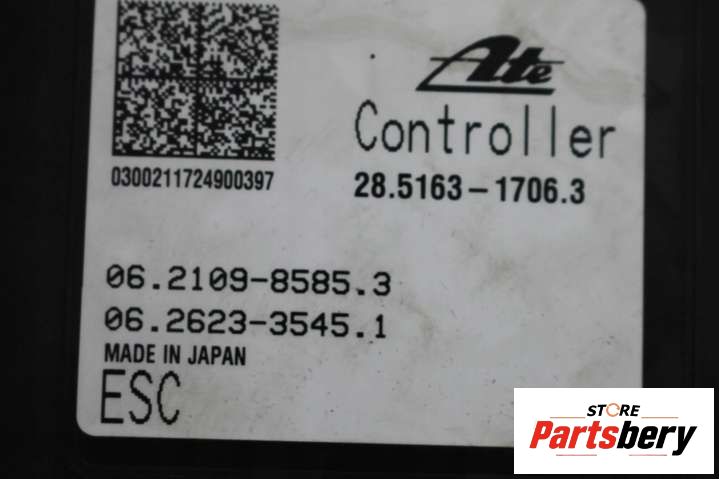 Ate
Controller
0300211724900397
28.5163-1706.3
06.2109-8585.3
06.2623-3545.1
MADE IN JAPAN
ESC
STORE
Partsbery